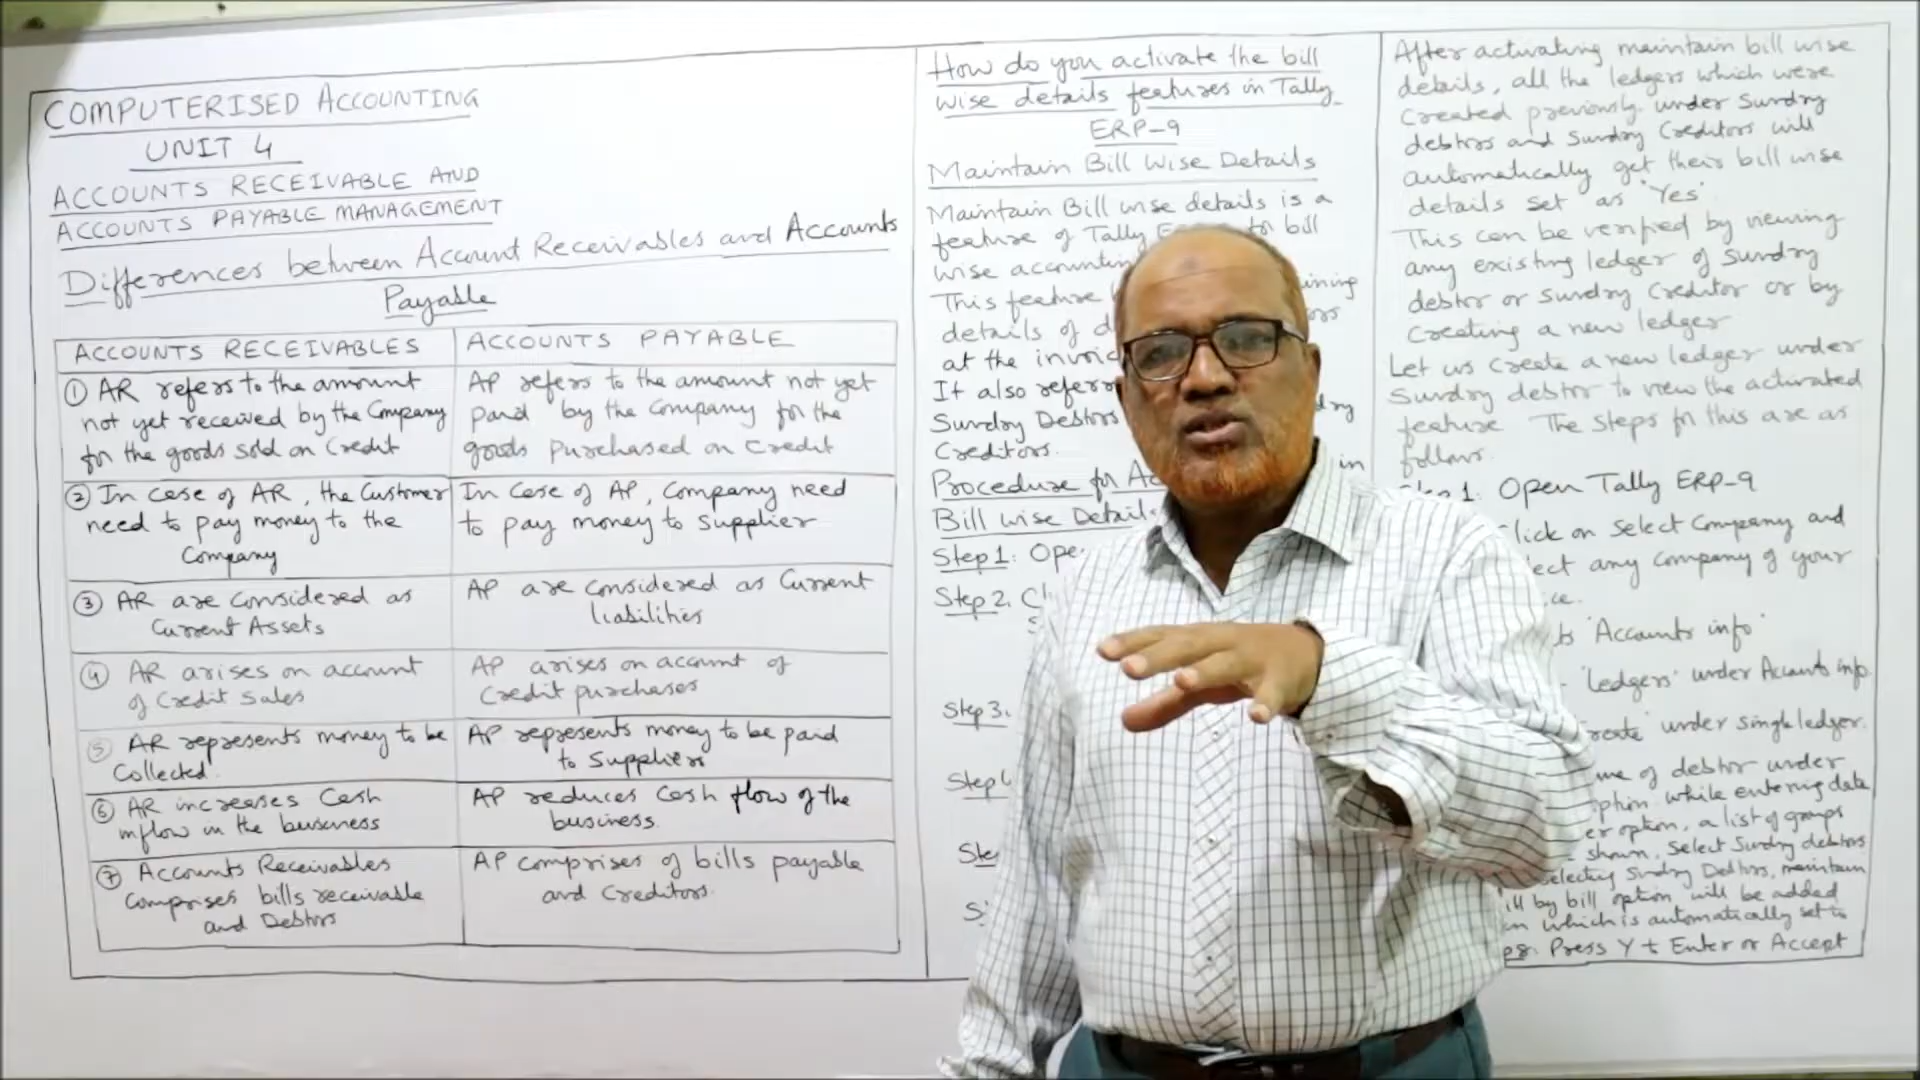 COMPUTERISED ACCOUNTING
UNIT 4
ACCOUNTS RECEIVABLE AND
ACCOUNTS PAYABLE MANAGEMENT
Differences between Account Receivables and Accounts
Payable
ACCOUNTS RECEIVABLES
① AR refers to the amount
not yet received by the Company
for the goods sold on Credit
② In case of AR, the Customer
need to pay money to the
Company
③ AR are considered as
Current Assets
④ AR arises on account
of Credit Sales
⑤ AR represents money to be
Collected.
⑥ AR increases Cash
inflow in the business
⑦ Accounts Receivables
Comprises bills receivable
and Debtors
ACCOUNTS PAYABLE
AP refers to the amount not yet
paid by the Company for the
goods purchased on Credit
In Case of AP, Company need
to pay money to supplier
AP are considered as Current
liabilities
AP arises on account of
Credit purchases
AP represents money to be paid
to Suppliers
AP reduces Cash flow of the
business.
AP comprises of bills payable
and Creditors.
How do you activate the bill
wise details features in Tally
ERP-9
Maintain Bill Wise Details
Maintain Bill wise details is a
feature of Tally for bill
wise
This feature
details of
at the
It also
Sundry Debtors
Creditors.
Procedure for in
Bill wise
Step 1:
Step 2.
Step 3.
After activating maintain bill wise
details, all the ledgers which were
created previously under Sundry
debtors and Sundry Creditors will
automatically get their bill wise
details set as 'Yes'
This can be verified by viewing
any existing ledger of Sundry
debtor or Sundry Creditor or by
Creating a new ledger
Let us create a new ledger under
Sundry debtor to view the activated
feature The Steps for this are as
follows.
1: Open Tally ERP-9
on Select Company and
any Company of your
'Accounts info'
'ledgers' under Accounts info.
under single ledger.
of debtor under
while entering data
option, a list of groups
shown, Select Sundry debtors
selecting Sundry Debtors, maintain
by bill option will be added
which is automatically set to
Press Y to Enter or Accept